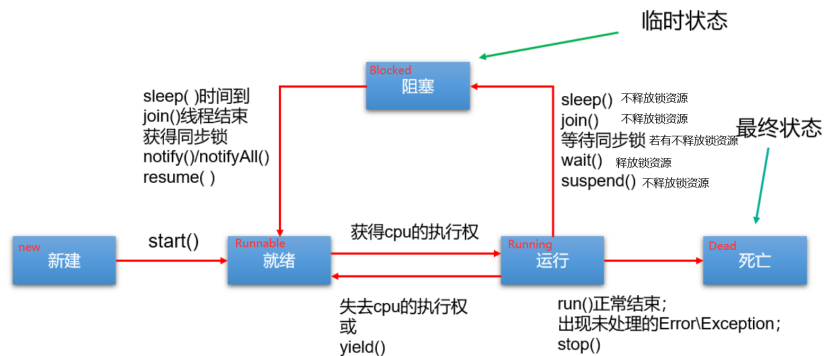 临时状态
Blocked
阻塞
sleep( )时间到
join()线程结束
获得同步锁
notify()/notifyAll()
resume( )
sleep() 不释放锁资源
join() 不释放锁资源
等待同步锁 若有不释放锁资源
wait() 释放锁资源
suspend() 不释放锁资源
最终状态
new
新建
start()
Runnable
就绪
获得cpu的执行权
Running
运行
Dead
死亡
失去cpu的执行权
或
yield()
run()正常结束;
出现未处理的Error\Exception;
stop()